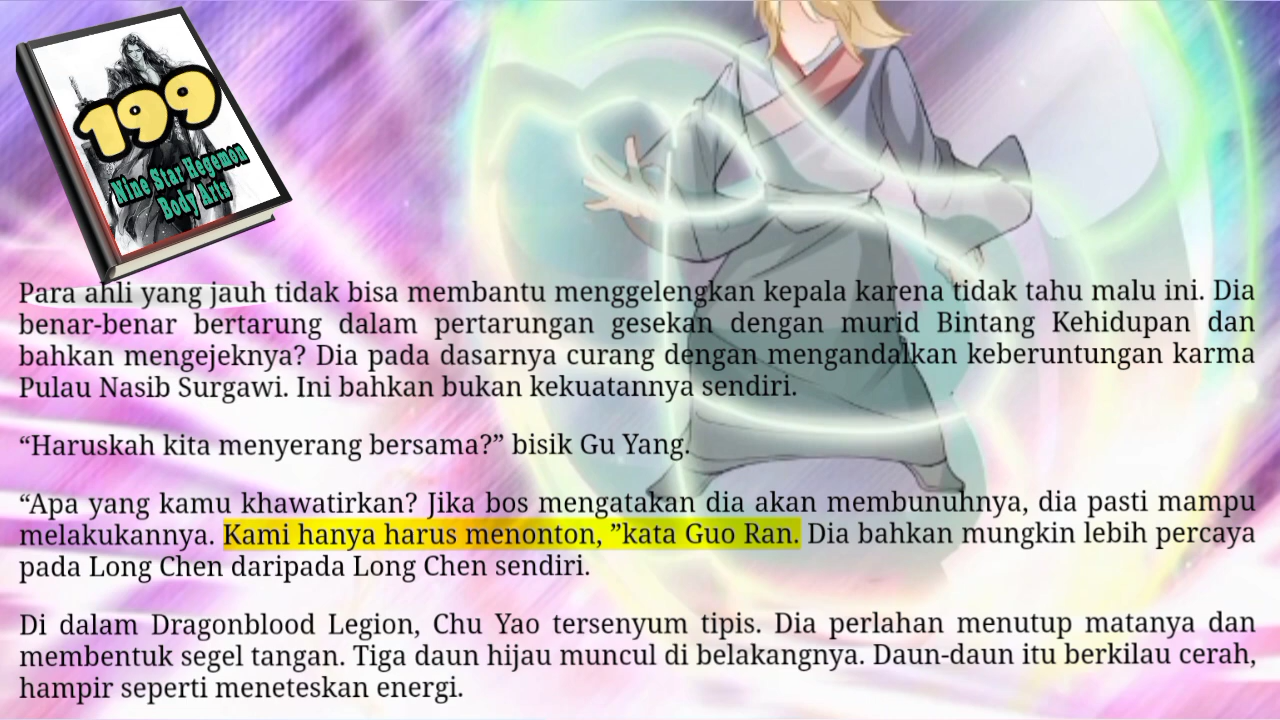 199
Nine Star Hegemon
Body Arts
Para ahli yang jauh tidak bisa membantu menggelengkan kepala karena tidak tahu malu ini. Dia
benar-benar bertarung dalam pertarungan gesekan dengan murid Bintang Kehidupan dan
bahkan mengejeknya? Dia pada dasarnya curang dengan mengandalkan keberuntungan karma
Pulau Nasib Surgawi. Ini bahkan bukan kekuatannya sendiri.
“Haruskah kita menyerang bersama?” bisik Gu Yang.
“Apa yang kamu khawatirkan? Jika bos mengatakan dia akan membunuhnya, dia pasti mampu
melakukannya. Kami hanya harus menonton, ”kata Guo Ran. Dia bahkan mungkin lebih percaya
pada Long Chen daripada Long Chen sendiri.
Di dalam Dragonblood Legion, Chu Yao tersenyum tipis. Dia perlahan menutup matanya dan
membentuk segel tangan. Tiga daun hijau muncul di belakangnya. Daun-daun itu berkilau cerah,
hampir seperti meneteskan energi.